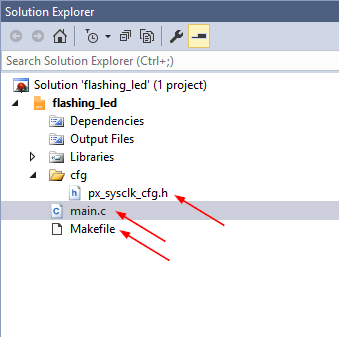 Solution Explorer
Search Solution Explorer (Ctrl+;)
Solution 'flashing_led' (1 project)
flashing_led
Dependencies
Output Files
Libraries
cfg
px_sysclk_cfg.h
main.c
Makefile